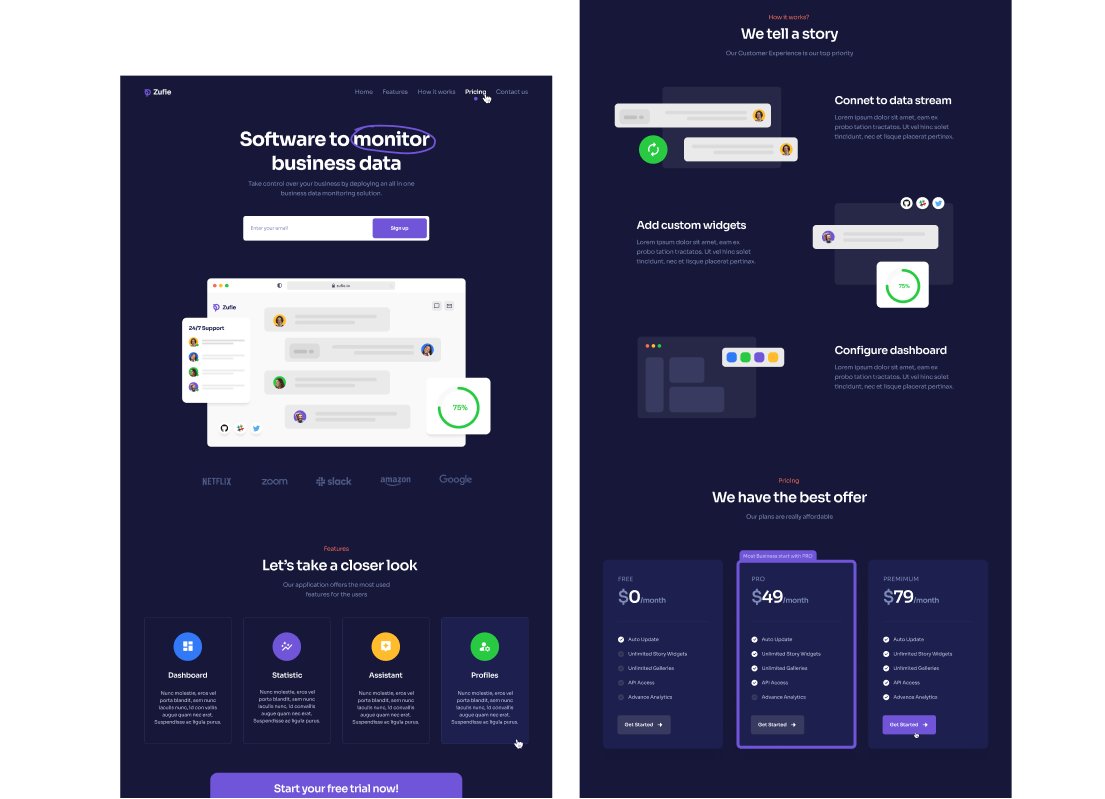 Zufie
Home Features How it works Pricing Contact us
Software to monitor
business data
Take control over your business by deploying an all in one
business data monitoring solution.
Enter your email
Sign up
zufie.io
Zufie
24/7 Support
75%
NETFLIX zoom slack amazon Google
Features
Let's take a closer look
Our application offers the most used
features for the users
Dashboard
Nunc molestie, eros vel
porta blandit, sem nunc
iaculis nunc, id con vallis
augue quam nec erat.
Suspendisse ac ligula purus.
Statistic
Nunc molestie, eros vel
porta blandit, sem nunc
iaculis nunc, id convallis
augue quam nec erat.
Suspendisse ac ligula purus.
Assistant
Nunc molestie, eros vel
porta blandit, sem nunc
iaculis nunc, id convallis
augue quam nec erat.
Suspendisse ac ligula purus.
Profiles
Nunc molestie, eros vel
porta blandit, sem nunc
iaculis nunc, id convallis
augue quam nec erat.
Suspendisse ac ligula purus.
Start your free trial now!
How it works?
We tell a story
Our Customer Experience is our top priority
Connet to data stream
Lorem ipsum dolor sit amet, eam ex
probo tation tractatos. Ut vel hinc solet
tincidunt, nec et iisque placerat pertinax.
Add custom widgets
Lorem ipsum dolor sit amet, eam ex
probo tation tractatos. Ut vel hinc solet
tincidunt, nec et iisque placerat pertinax.
75%
Configure dashboard
Lorem ipsum dolor sit amet, eam ex
probo tation tractatos. Ut vel hinc solet
tincidunt, nec et iisque placerat pertinax.
Pricing
We have the best offer
Our plans are really affordable
FREE
$0/month
Auto Update
Unlimited Story Widgets
Unlimited Galleries
API Access
Advance Analytics
Get Started
Most Business start with PRO
PRO
$49/month
Auto Update
Unlimited Story Widgets
Unlimited Galleries
API Access
Advance Analytics
Get Started
PREMIMUM
$79/month
Auto Update
Unlimited Story Widgets
Unlimited Galleries
API Access
Advance Analytics
Get Started